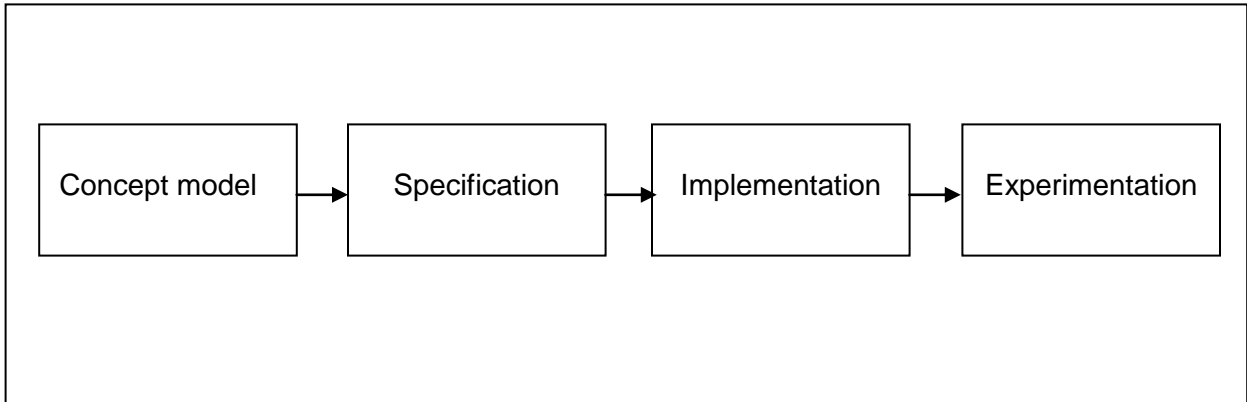 Concept model
Specification
Implementation
Experimentation